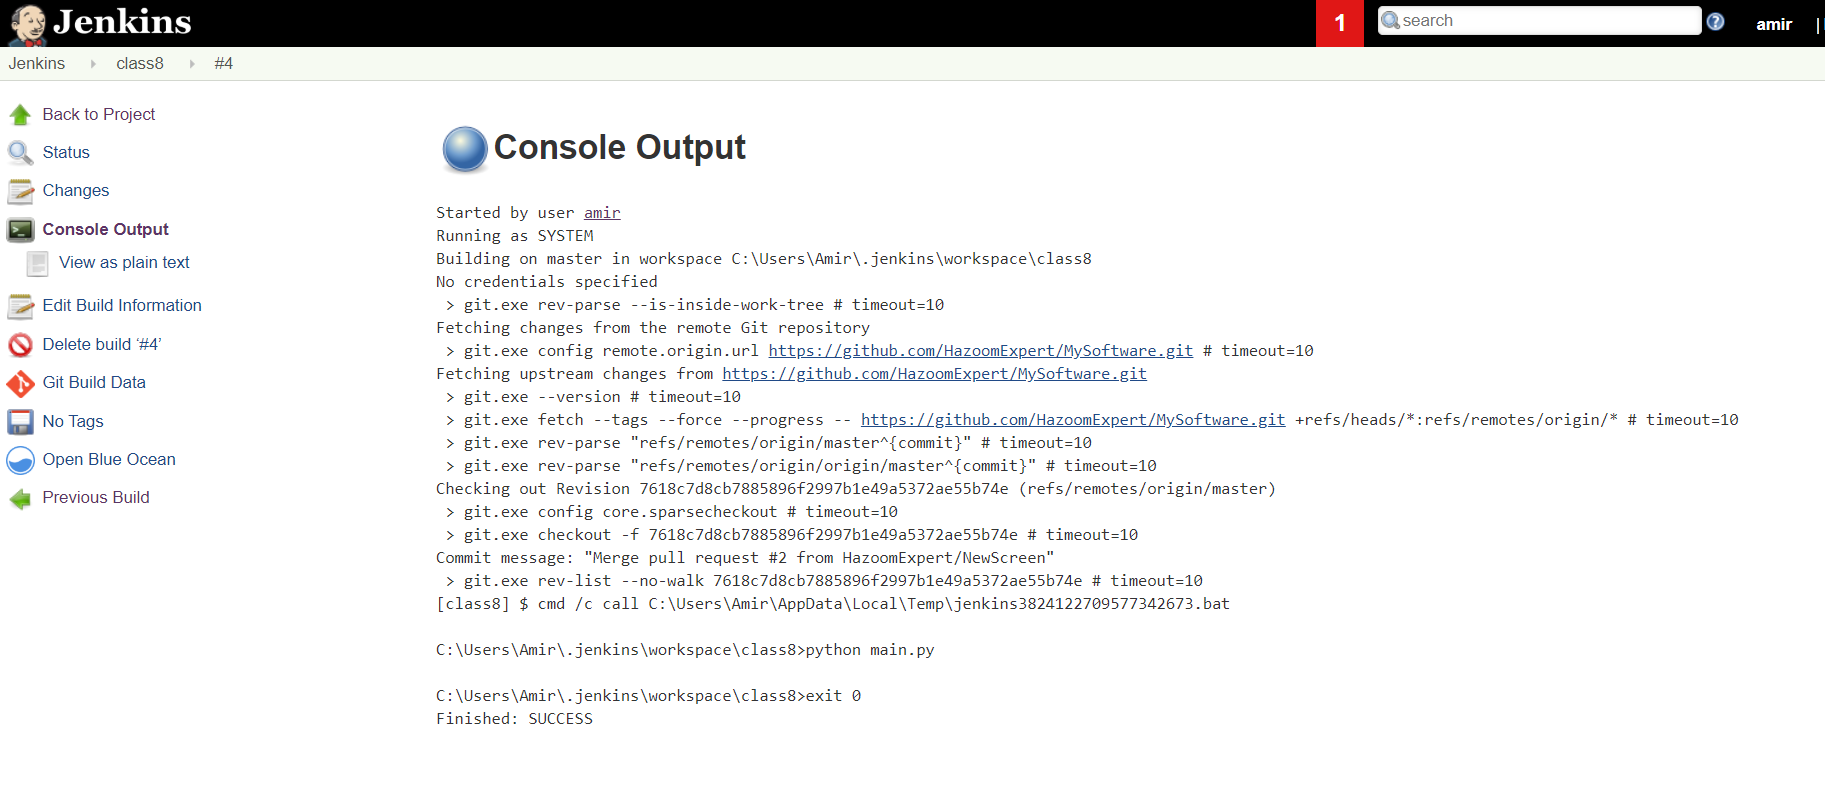 Jenkins
1
search
amir
Jenkins
class8
#4
Back to Project
Status
Changes
Console Output
View as plain text
Edit Build Information
Delete build ‘#4’
Git Build Data
No Tags
Open Blue Ocean
Previous Build
Console Output
Started by user amir
Running as SYSTEM
Building on master in workspace C:\Users\Amir\.jenkins\workspace\class8
No credentials specified
 > git.exe rev-parse --is-inside-work-tree # timeout=10
Fetching changes from the remote Git repository
 > git.exe config remote.origin.url https://github.com/HazoomExpert/MySoftware.git # timeout=10
Fetching upstream changes from https://github.com/HazoomExpert/MySoftware.git
 > git.exe --version # timeout=10
 > git.exe fetch --tags --force --progress -- https://github.com/HazoomExpert/MySoftware.git +refs/heads/*:refs/remotes/origin/* # timeout=10
 > git.exe rev-parse "refs/remotes/origin/master^{commit}" # timeout=10
 > git.exe rev-parse "refs/remotes/origin/origin/master^{commit}" # timeout=10
Checking out Revision 7618c7d8cb7885896f2997b1e49a5372ae55b74e (refs/remotes/origin/master)
 > git.exe config core.sparsecheckout # timeout=10
 > git.exe checkout -f 7618c7d8cb7885896f2997b1e49a5372ae55b74e # timeout=10
Commit message: "Merge pull request #2 from HazoomExpert/NewScreen"
 > git.exe rev-list --no-walk 7618c7d8cb7885896f2997b1e49a5372ae55b74e # timeout=10
[class8] $ cmd /c call C:\Users\Amir\AppData\Local\Temp\jenkins3824122709577342673.bat
C:\Users\Amir\.jenkins\workspace\class8>python main.py
C:\Users\Amir\.jenkins\workspace\class8>exit 0
Finished: SUCCESS